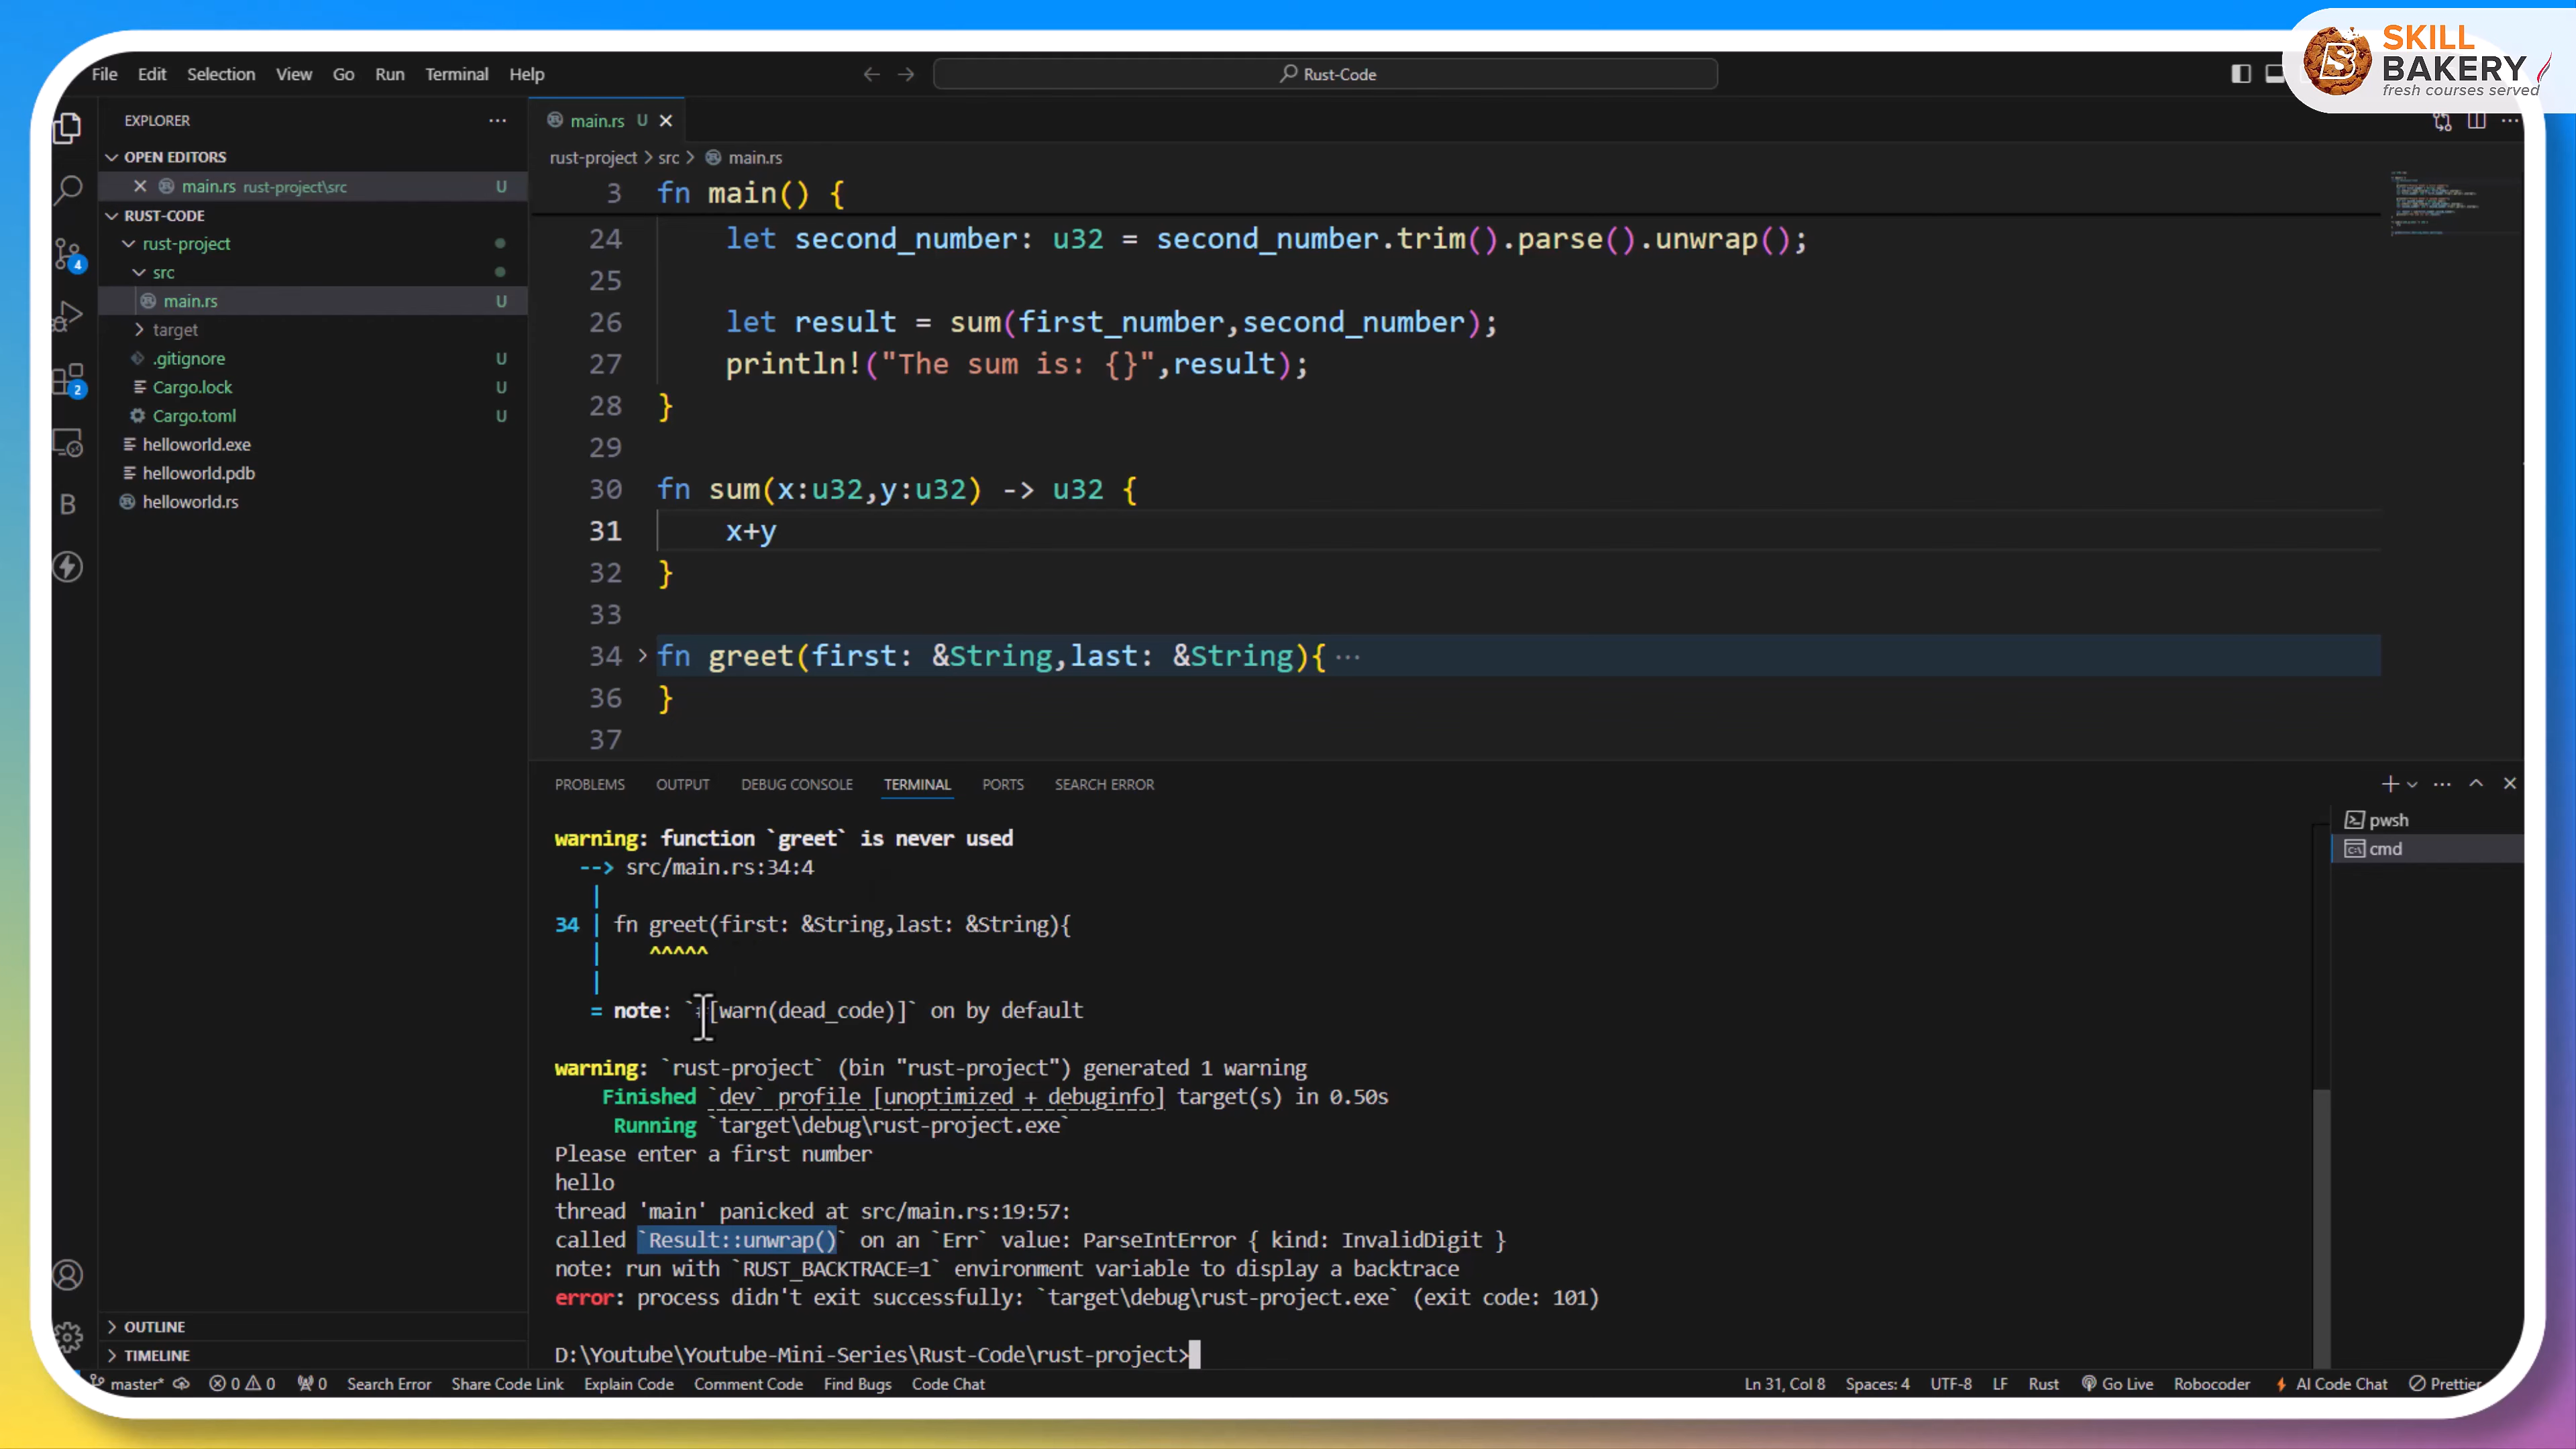 SKILL
BAKERY
fresh courses served
File Edit Selection View Go Run Terminal Help
Rust-Code
EXPLORER
OPEN EDITORS
main.rs rust-project\src U
RUST-CODE
rust-project
src
main.rs U
target
.gitignore U
Cargo.lock U
Cargo.toml U
helloworld.exe
helloworld.pdb
helloworld.rs
4
2
B
OUTLINE
TIMELINE
main.rs U
rust-project > src > main.rs
3 fn main() {
24 let second_number: u32 = second_number.trim().parse().unwrap();
25
26 let result = sum(first_number,second_number);
27 println!("The sum is: {}",result);
28 }
29
30 fn sum(x:u32,y:u32) -> u32 {
31 x+y
32 }
33
34 fn greet(first: &String,last: &String){ ...
36 }
37
PROBLEMS OUTPUT DEBUG CONSOLE TERMINAL PORTS SEARCH ERROR
pwsh
cmd
warning: function `greet` is never used
--> src/main.rs:34:4
|
34 | fn greet(first: &String,last: &String){
| ^^^^^
|
= note: `#[warn(dead_code)]` on by default
warning: `rust-project` (bin "rust-project") generated 1 warning
Finished `dev` profile [unoptimized + debuginfo] target(s) in 0.50s
Running `target\debug\rust-project.exe`
Please enter a first number
hello
thread 'main' panicked at src/main.rs:19:57:
called `Result::unwrap()` on an `Err` value: ParseIntError { kind: InvalidDigit }
note: run with `RUST_BACKTRACE=1` environment variable to display a backtrace
error: process didn't exit successfully: `target\debug\rust-project.exe` (exit code: 101)
D:\Youtube\Youtube-Mini-Series\Rust-Code\rust-project>
master* 0 0 0 Search Error Share Code Link Explain Code Comment Code Find Bugs Code Chat Ln 31, Col 8 Spaces: 4 UTF-8 LF Rust Go Live Robocoder AI Code Chat Prettier